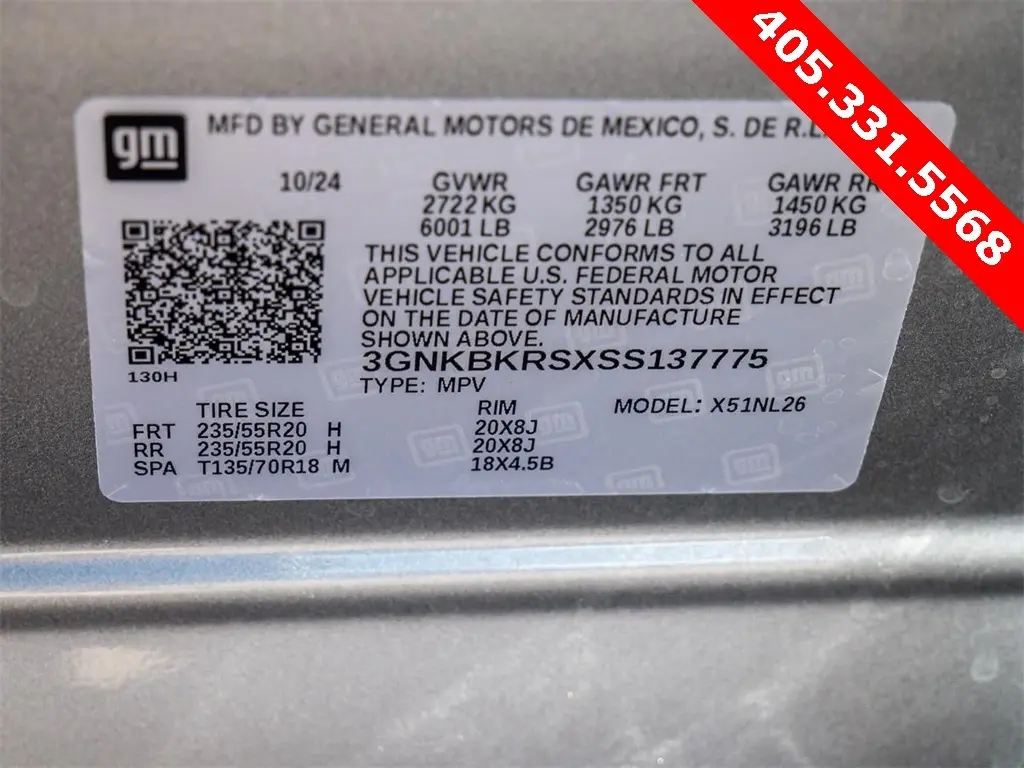 405.331.5568
gm
MFD BY GENERAL MOTORS DE MEXICO, S. DE R.L.
10/24 GVWR GAWR FRT GAWR RR
2722 KG 1350 KG 1450 KG
6001 LB 2976 LB 3196 LB
THIS VEHICLE CONFORMS TO ALL
APPLICABLE U.S. FEDERAL MOTOR
VEHICLE SAFETY STANDARDS IN EFFECT
ON THE DATE OF MANUFACTURE
SHOWN ABOVE.
3GNKBKRSXSS137775
130H
TYPE: MPV
TIRE SIZE RIM MODEL: X51NL26
FRT 235/55R20 H 20X8J
RR 235/55R20 H 20X8J
SPA T135/70R18 M 18X4.5B